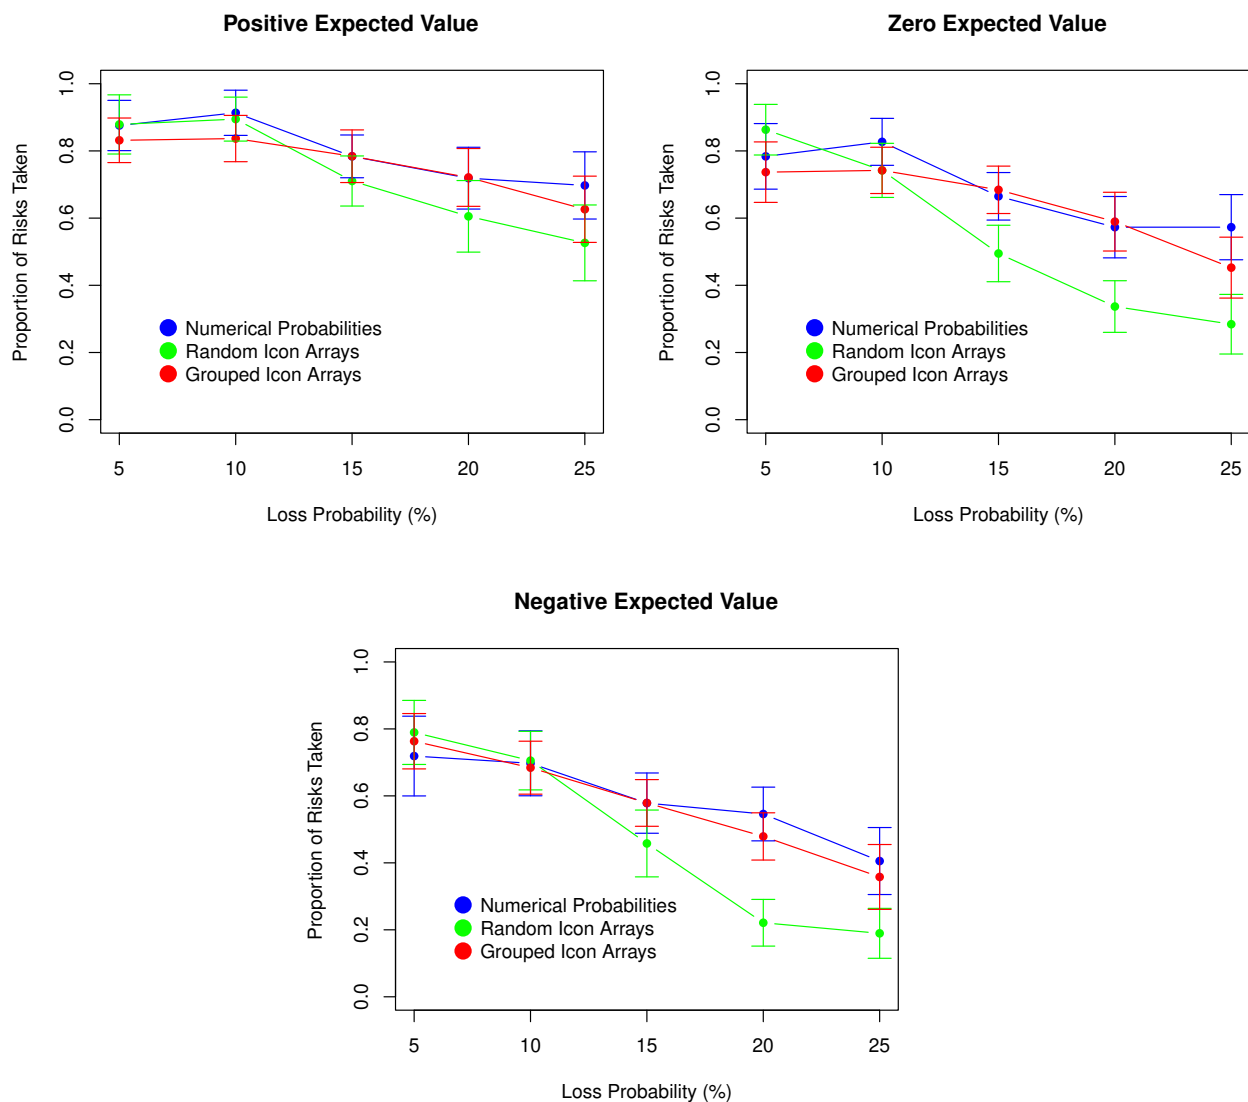 Positive Expected Value
Proportion of Risks Taken
1.0
0.8
0.6
0.4
0.2
0.0
Numerical Probabilities
Random Icon Arrays
Grouped Icon Arrays
5 10 15 20 25
Loss Probability (%)
Zero Expected Value
Proportion of Risks Taken
1.0
0.8
0.6
0.4
0.2
0.0
Numerical Probabilities
Random Icon Arrays
Grouped Icon Arrays
5 10 15 20 25
Loss Probability (%)
Negative Expected Value
Proportion of Risks Taken
1.0
0.8
0.6
0.4
0.2
0.0
Numerical Probabilities
Random Icon Arrays
Grouped Icon Arrays
5 10 15 20 25
Loss Probability (%)